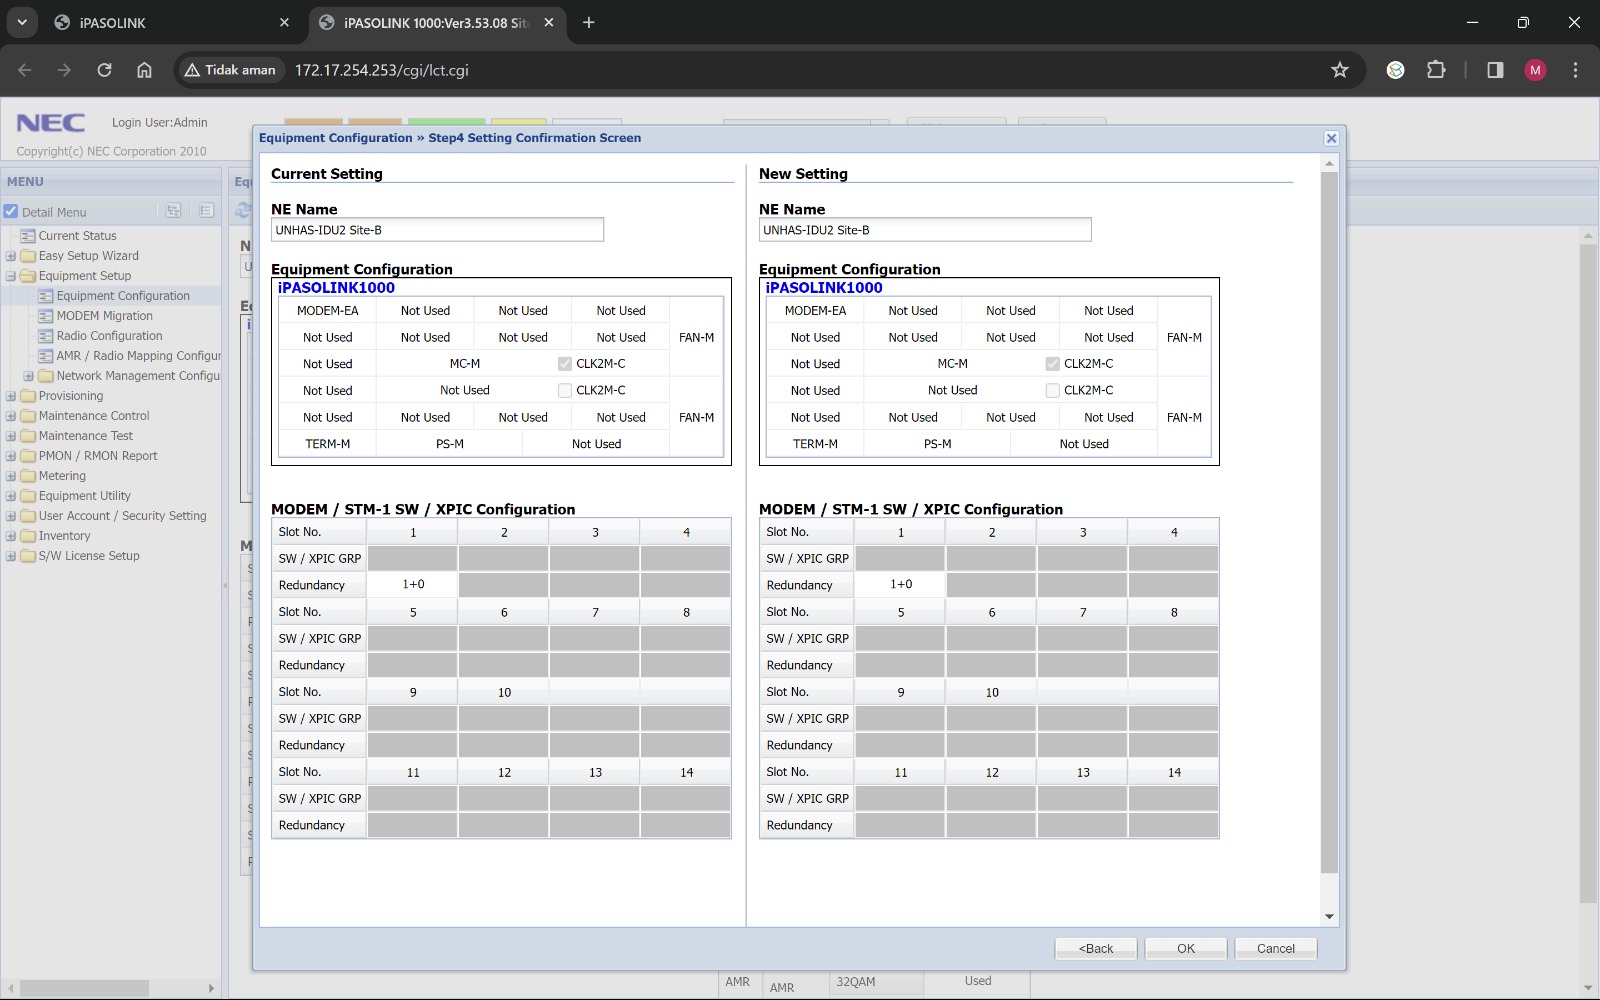 iPASOLINK
iPASOLINK 1000:Ver3.53.08 Sit
Tidak aman
172.17.254.253/cgi/lct.cgi
M
NEC
Login User:Admin
Copyright(c) NEC Corporation 2010
MENU
Detail Menu
Current Status
Easy Setup Wizard
Equipment Setup
Equipment Configuration
MODEM Migration
Radio Configuration
AMR / Radio Mapping Configur
Network Management Configu
Provisioning
Maintenance Control
Maintenance Test
PMON / RMON Report
Metering
Equipment Utility
User Account / Security Setting
Inventory
S/W License Setup
Equipment Configuration » Step4 Setting Confirmation Screen
Current Setting
NE Name
UNHAS-IDU2 Site-B
Equipment Configuration
iPASOLINK1000
MODEM-EA Not Used Not Used Not Used
Not Used Not Used Not Used Not Used FAN-M
Not Used MC-M CLK2M-C
Not Used Not Used CLK2M-C
Not Used Not Used Not Used Not Used FAN-M
TERM-M PS-M Not Used
MODEM / STM-1 SW / XPIC Configuration
Slot No. 1 2 3 4
SW / XPIC GRP
Redundancy 1+0
Slot No. 5 6 7 8
SW / XPIC GRP
Redundancy
Slot No. 9 10
SW / XPIC GRP
Redundancy
Slot No. 11 12 13 14
SW / XPIC GRP
Redundancy
New Setting
NE Name
UNHAS-IDU2 Site-B
Equipment Configuration
iPASOLINK1000
MODEM-EA Not Used Not Used Not Used
Not Used Not Used Not Used Not Used FAN-M
Not Used MC-M CLK2M-C
Not Used Not Used CLK2M-C
Not Used Not Used Not Used Not Used FAN-M
TERM-M PS-M Not Used
MODEM / STM-1 SW / XPIC Configuration
Slot No. 1 2 3 4
SW / XPIC GRP
Redundancy 1+0
Slot No. 5 6 7 8
SW / XPIC GRP
Redundancy
Slot No. 9 10
SW / XPIC GRP
Redundancy
Slot No. 11 12 13 14
SW / XPIC GRP
Redundancy
<Back OK Cancel
AMR AMR 32QAM Used